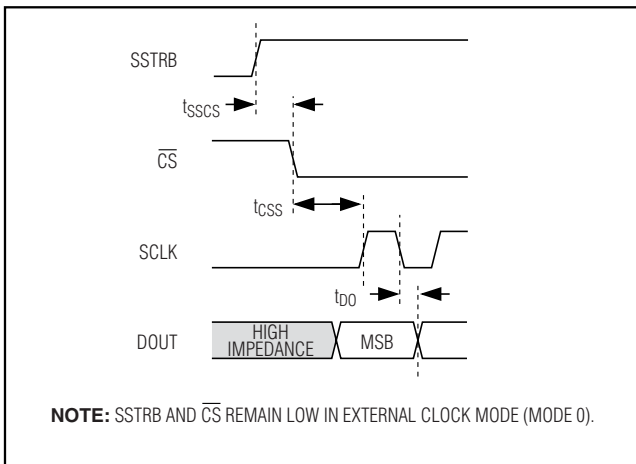 SSTRB
tSSCS
CS
tCSS
SCLK
tDO
DOUT
HIGH
IMPEDANCE
MSB
NOTE: SSTRB AND CS REMAIN LOW IN EXTERNAL CLOCK MODE (MODE 0).